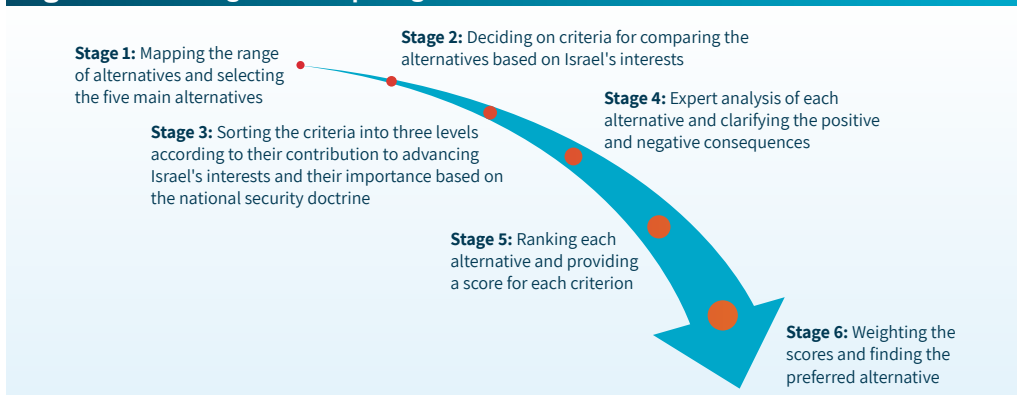 Stage 1: Mapping the range
of alternatives and selecting
the five main alternatives
Stage 2: Deciding on criteria for comparing the
alternatives based on Israel's interests
Stage 3: Sorting the criteria into three levels
according to their contribution to advancing
Israel's interests and their importance based on
the national security doctrine
Stage 4: Expert analysis of each
alternative and clarifying the positive
and negative consequences
Stage 5: Ranking each
alternative and providing
a score for each criterion
Stage 6: Weighting the
scores and finding the
preferred alternative